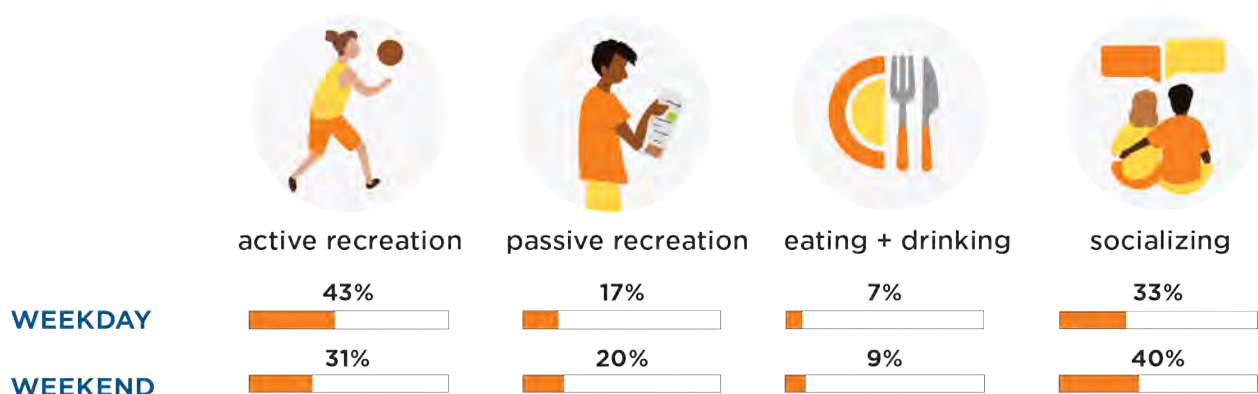 active recreation passive recreation eating + drinking socializing
43% 17% 7% 33%
WEEKDAY
31% 20% 9% 40%
WEEKEND